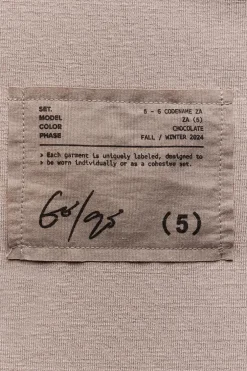 SET. 5 - 6 CODENAME ZA
MODEL ZA (5)
COLOR CHOCOLATE
PHASE FALL / WINTER 2024
> Each garment is uniquely labeled, designed to
> be worn individually or as a cohesive set.
(5)